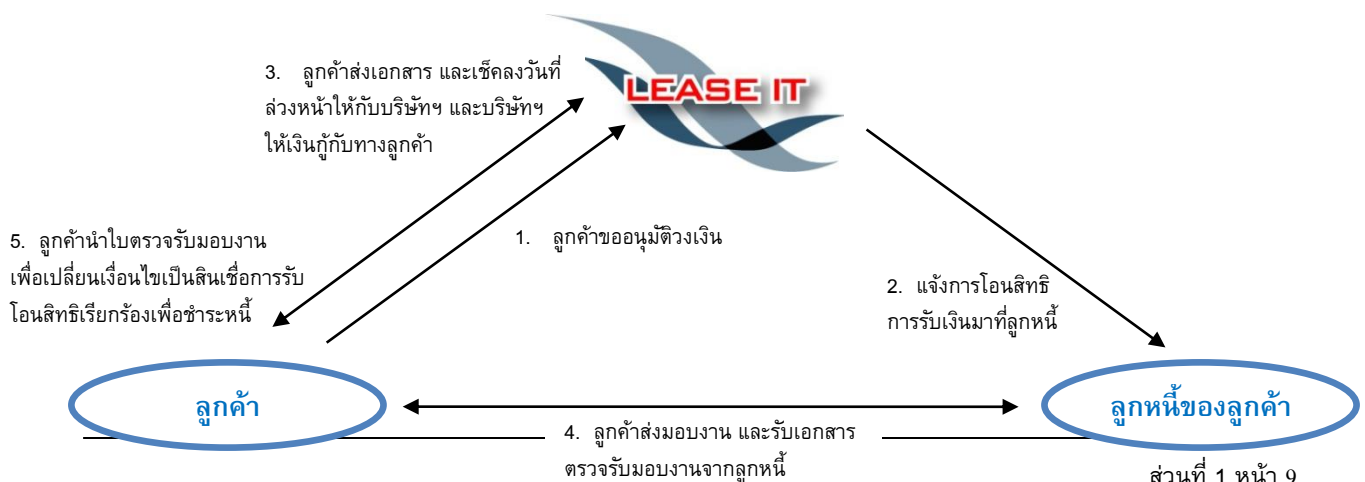 LEASE IT
3. ลูกค้าส่งเอกสาร และเช็คลงวันที่
ล่วงหน้าให้กับบริษัทฯ และบริษัทฯ
ให้เงินกู้กับทางลูกค้า
5. ลูกค้านำใบตรวจรับมอบงาน
เพื่อเปลี่ยนเงื่อนไขเป็นสินเชื่อการรับ
โอนสิทธิเรียกร้องเพื่อชำระหนี้
1. ลูกค้าขออนุมัติวงเงิน
2. แจ้งการโอนสิทธิ
การรับเงินมาที่ลูกหนี้
ลูกค้า
ลูกหนี้ของลูกค้า
4. ลูกค้าส่งมอบงาน และรับเอกสาร
ตรวจรับมอบงานจากลูกหนี้
ส่วนที่ 1 หน้า 9